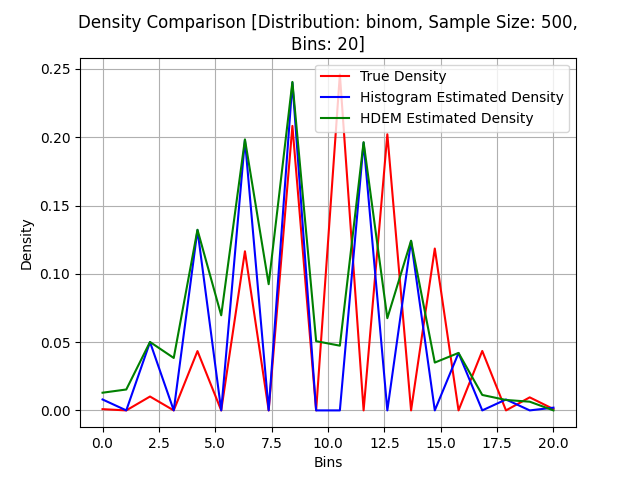 Density Comparison [Distribution: binom, Sample Size: 500,
Bins: 20]
True Density
Histogram Estimated Density
HDEM Estimated Density
Density
0.25
0.20
0.15
0.10
0.05
0.00
0.0 2.5 5.0 7.5 10.0 12.5 15.0 17.5 20.0
Bins